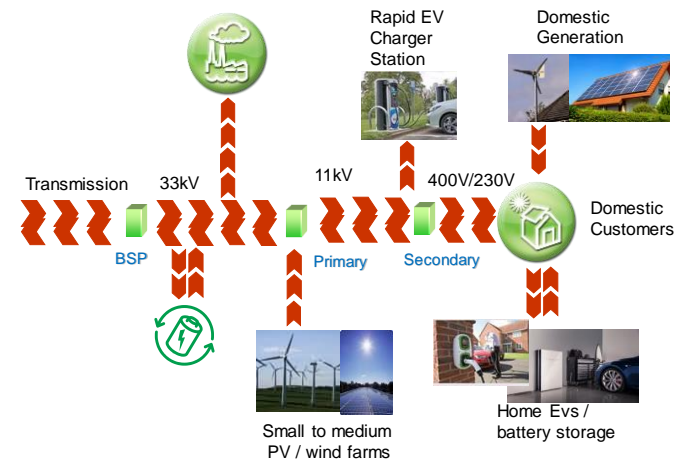 Rapid EV
Charger
Station
Domestic
Generation
Transmission
33kV
11kV
400V/230V
Domestic
Customers
BSP
Primary
Secondary
Small to medium
PV / wind farms
Home Evs /
battery storage